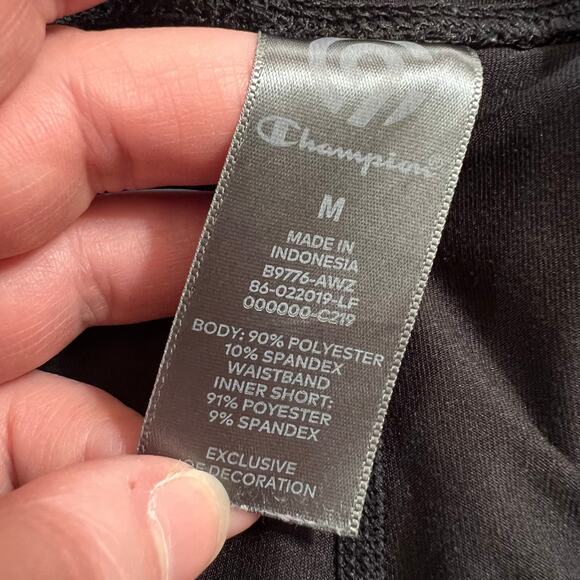 Champion
M
MADE IN
INDONESIA
B9776-AWZ
86-022019-LF
000000-C219
BODY: 90% POLYESTER
10% SPANDEX
WAISTBAND
INNER SHORT:
91% POYESTER
9% SPANDEX
EXCLUSIVE
OF DECORATION